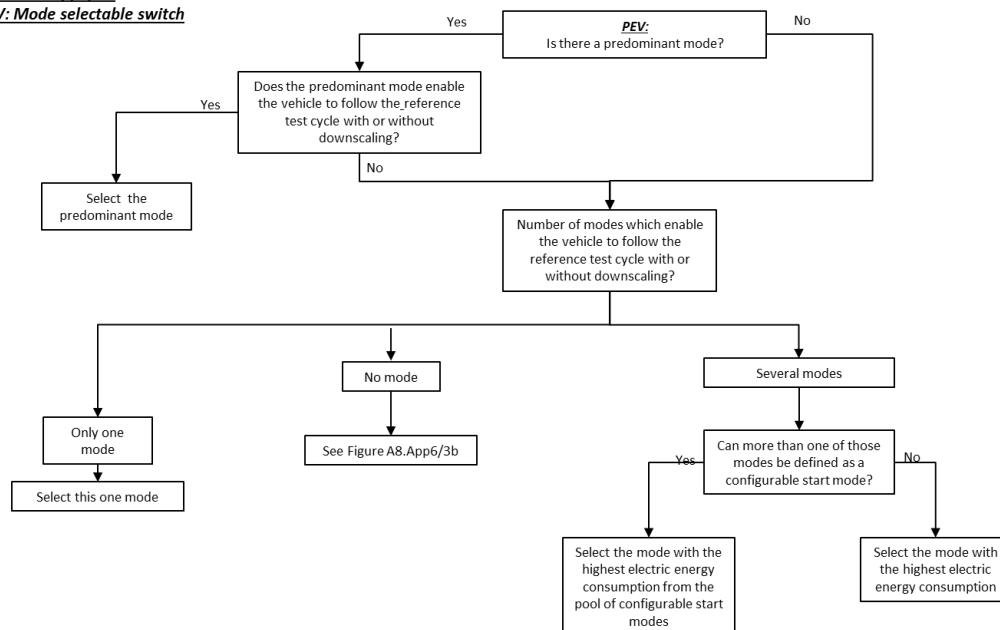 V: Mode selectable switch
Yes
PEV:
Is there a predominant mode?
No
Does the predominant mode enable
the vehicle to follow the reference
test cycle with or without
downscaling?
Yes
No
Select the
predominant mode
Number of modes which enable
the vehicle to follow the
reference test cycle with or
without downscaling?
No mode
Several modes
Only one
mode
See Figure A8.App6/3b
Can more than one of those
modes be defined as a
configurable start mode?
Yes
No
Select this one mode
Select the mode with the
highest electric energy
consumption from the
pool of configurable start
modes
Select the mode with
the highest electric
energy consumption